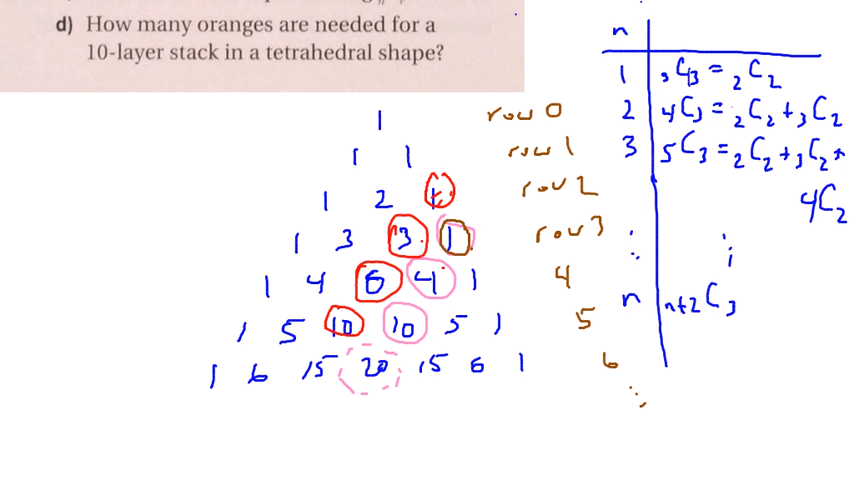 d) How many oranges are needed for a
10-layer stack in a tetrahedral shape?
n
1 3C3 = 2C2
2 4C3 = 2C2 + 3C2
3 5C3 = 2C2 + 3C2 +
4C2
n n+2C3
1 row 0
1 1 row 1
1 2 1 row 2
1 3 3 1 row 3
1 4 6 4 1 4
1 5 10 10 5 1 5
1 6 15 20 15 6 1 6